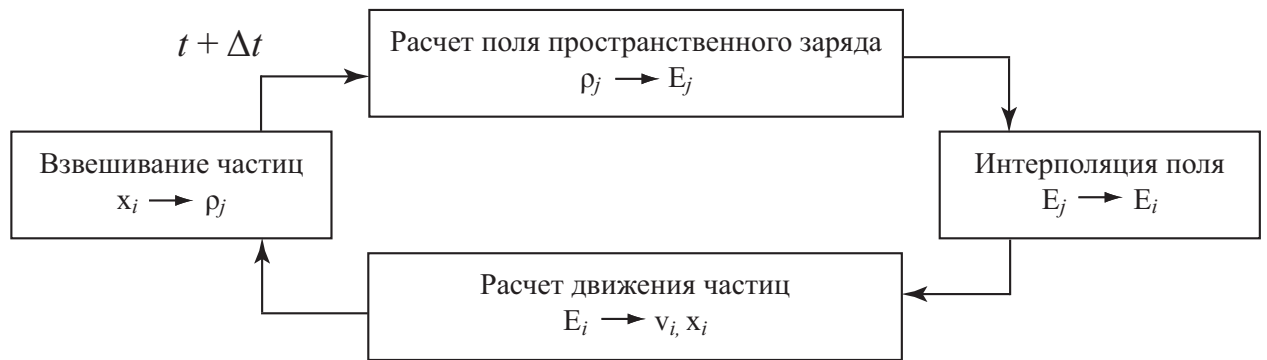 t + Δt
Расчет поля пространственного заряда
ρj → Ej
Взвешивание частиц
xi → ρj
Интерполяция поля
Ej → Ei
Расчет движения частиц
Ei → vi, xi